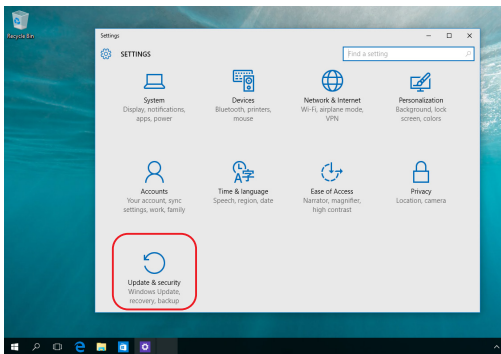 Recycle Bin
Settings
SETTINGS
Find a setting
System
Display, notifications,
apps, power
Devices
Bluetooth, printers,
mouse
Network & Internet
Wi-Fi, airplane mode,
VPN
Personalization
Background, lock
screen, colors
Accounts
Your account, sync
settings, work, family
Time & language
Speech, region, date
Ease of Access
Narrator, magnifier,
high contrast
Privacy
Location, camera
Update & security
Windows Update,
recovery, backup